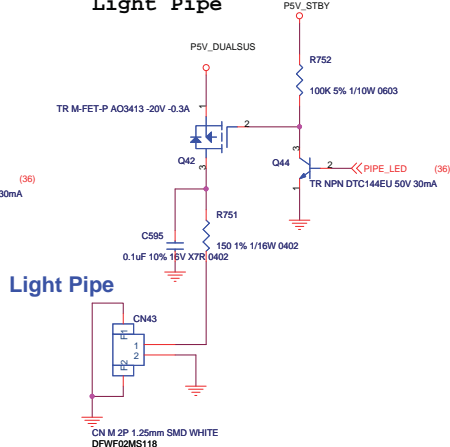 Light Pipe
P5V_STBY
P5V_DUALSUS
R752
100K 5% 1/10W 0603
TR M-FET-P AO3413 -20V -0.3A
1
2
Q42
3
3
Q44
2
PIPE_LED
(36)
1
TR NPN DTC144EU 50V 30mA
(36)
30mA
R751
C595
150 1% 1/16W 0402
0.1uF 10% 16V X7R 0402
Light Pipe
CN43
P1
1
2
P2
CN M 2P 1.25mm SMD WHITE
DFWF02MS118